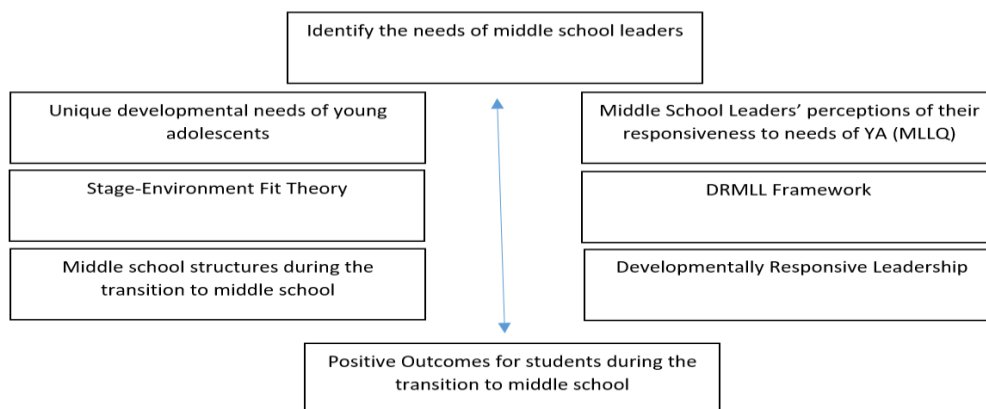 Identify the needs of middle school leaders
Unique developmental needs of young
adolescents
Middle School Leaders’ perceptions of their
responsiveness to needs of YA (MLLQ)
Stage-Environment Fit Theory
DRMLL Framework
Middle school structures during the
transition to middle school
Developmentally Responsive Leadership
Positive Outcomes for students during the
transition to middle school